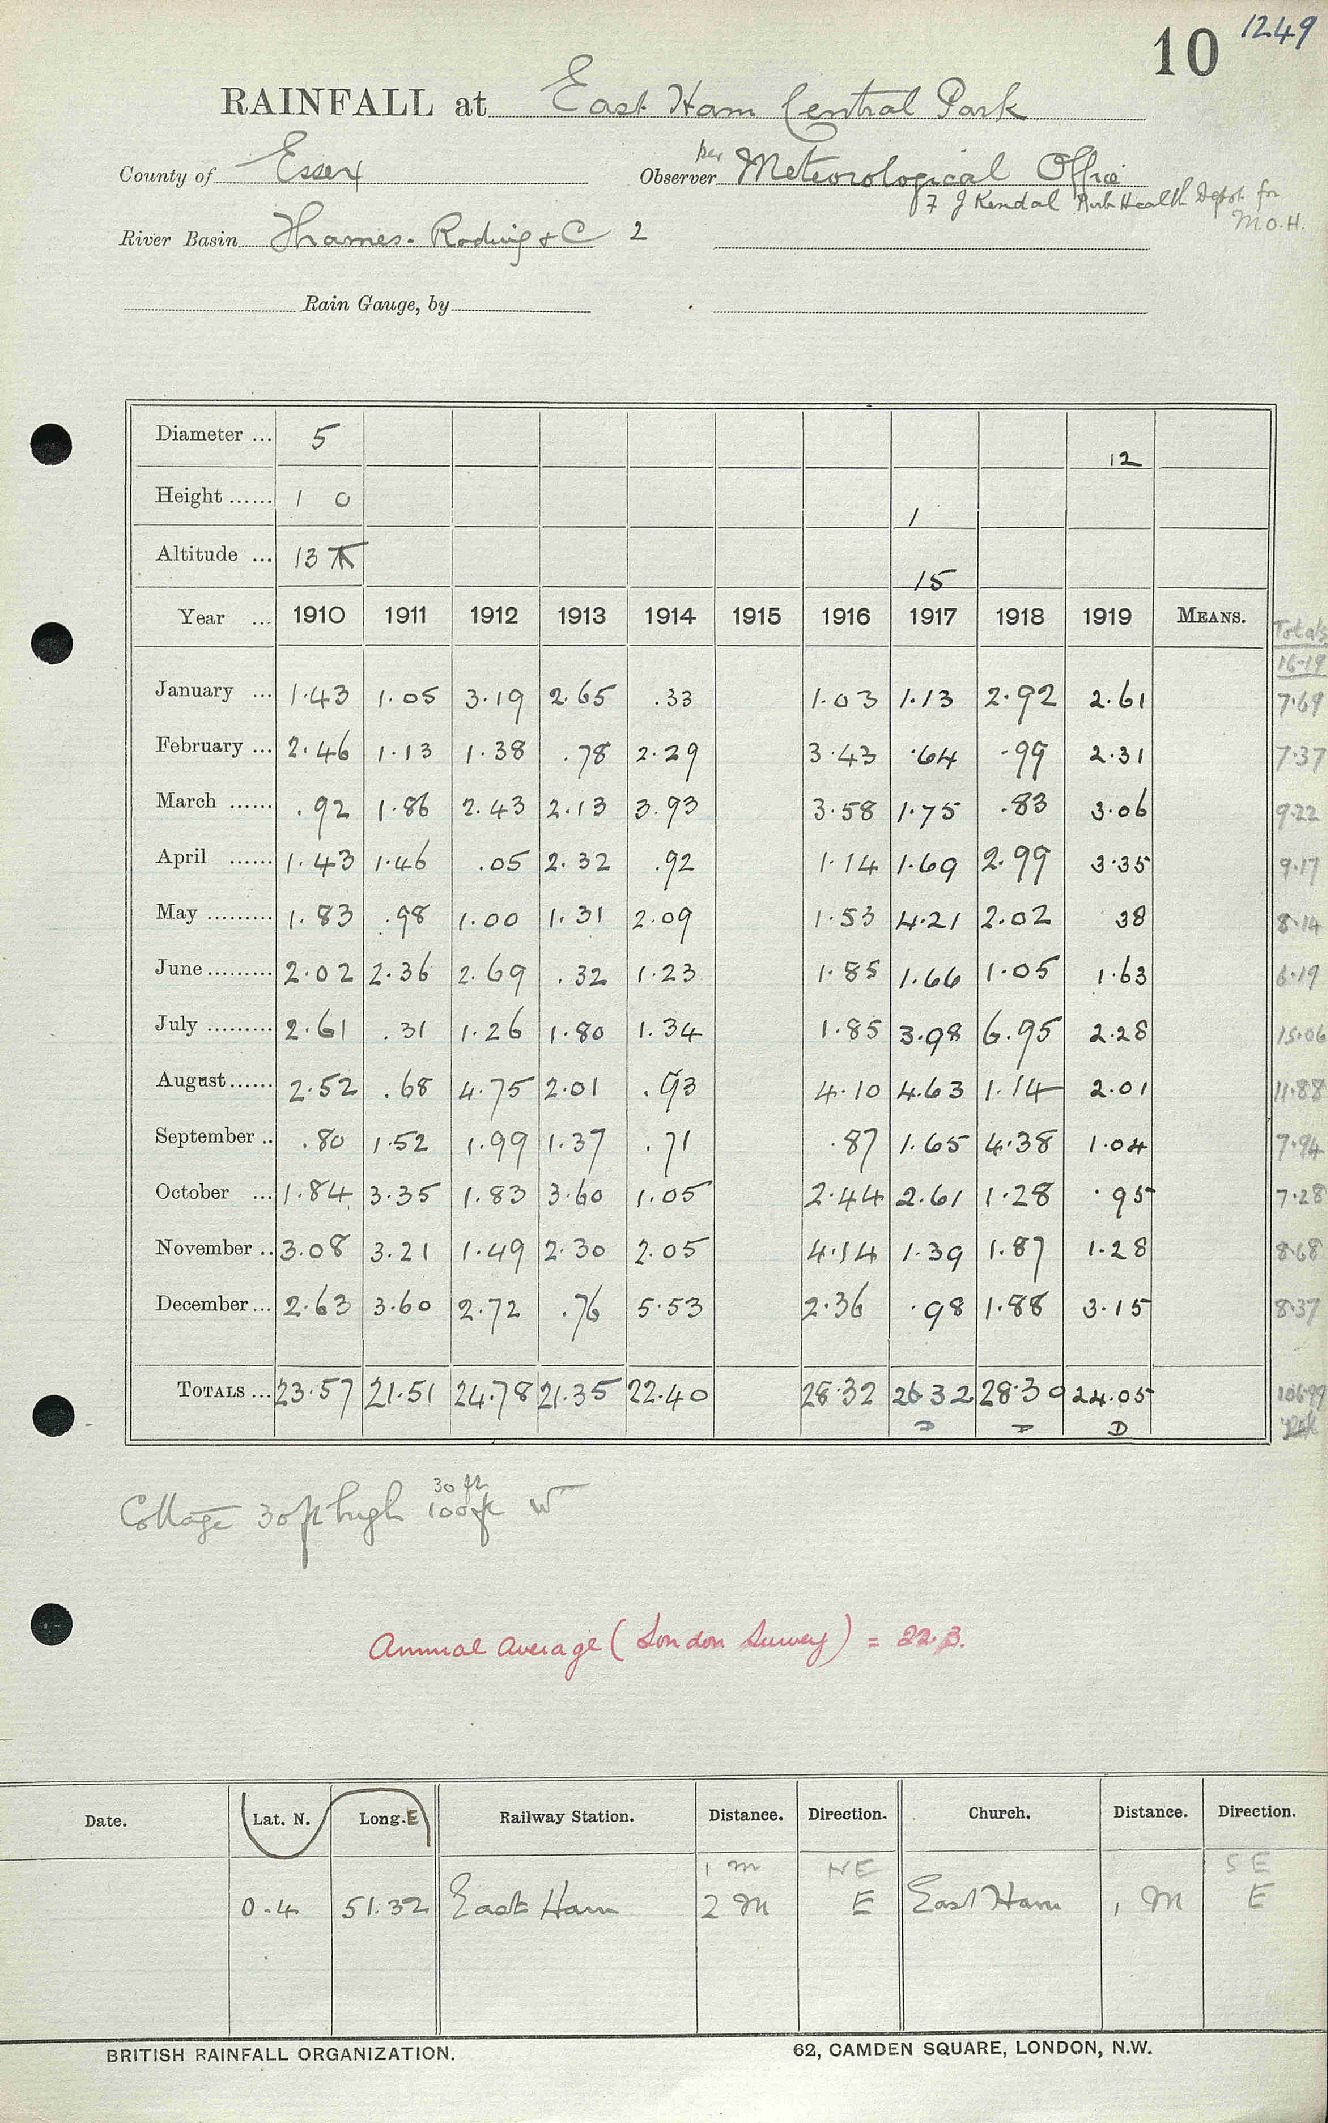 10 1249
RAINFALL at East Ham Central Park
County of Essex Observer per Meteorological Office
F J Kendal Pub Health Depot. for
M.O.H.
River Basin Thames. Roding & C 2
Rain Gauge, by
Diameter ... 5 12
Height ...... 1 0 1
Altitude ... 13 15
Year ... 1910 1911 1912 1913 1914 1915 1916 1917 1918 1919 MEANS. Totals
16-19
January ... 1.43 1.05 3.19 2.65 .33 1.03 1.13 2.92 2.61 7.69
February ... 2.46 1.13 1.38 .78 2.29 3.43 .64 .99 2.31 7.37
March ...... .92 1.86 2.43 2.13 3.93 3.58 1.75 .83 3.06 9.22
April ...... 1.43 1.46 .05 2.32 .92 1.14 1.69 2.99 3.35 9.17
May ......... 1.83 .98 1.00 1.31 2.09 1.53 4.21 2.02 38 8.14
June ......... 2.02 2.36 2.69 .32 1.23 1.85 1.66 1.05 1.63 6.19
July ......... 2.61 .31 1.26 1.80 1.34 1.85 3.98 6.95 2.28 15.06
August ...... 2.52 .68 4.75 2.01 .93 4.10 4.63 1.14 2.01 11.88
September .. .80 1.52 1.99 1.37 .71 .87 1.65 4.38 1.04 7.94
October ... 1.84 3.35 1.83 3.60 1.05 2.44 2.61 1.28 .95 7.28
November .. 3.08 3.21 1.49 2.30 2.05 4.14 1.39 1.87 1.28 8.68
December ... 2.63 3.60 2.72 .76 5.53 2.36 .98 1.88 3.15 8.37
TOTALS ... 23.57 21.51 24.78 21.35 22.40 28.32 26.32 28.30 24.05 106.99
D D D
30 ft
Cottage 30ft high 100ft W
Annual average (London Survey) = 22.3.
Date. Lat. N. Long. E Railway Station. Distance. Direction. Church. Distance. Direction.
1 m NE SE
0.4 51.32 East Ham 2 M E East Ham 1 M E
BRITISH RAINFALL ORGANIZATION. 62, CAMDEN SQUARE, LONDON, N.W.